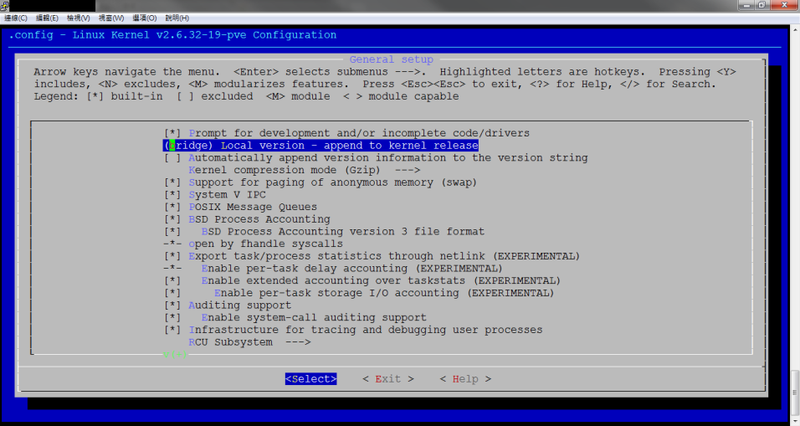 連線(C) 編輯(E) 檢視(V) 視窗(W) 選項(O) 說明(H)
.config - Linux Kernel v2.6.32-19-pve Configuration
General setup
Arrow keys navigate the menu. <Enter> selects submenus --->. Highlighted letters are hotkeys. Pressing <Y>
includes, <N> excludes, <M> modularizes features. Press <Esc><Esc> to exit, <?> for Help, </> for Search.
Legend: [*] built-in [ ] excluded <M> module < > module capable
[*] Prompt for development and/or incomplete code/drivers
(ridge) Local version - append to kernel release
[ ] Automatically append version information to the version string
Kernel compression mode (Gzip) --->
[*] Support for paging of anonymous memory (swap)
[*] System V IPC
[*] POSIX Message Queues
[*] BSD Process Accounting
[*] BSD Process Accounting version 3 file format
-*- open by fhandle syscalls
[*] Export task/process statistics through netlink (EXPERIMENTAL)
-*- Enable per-task delay accounting (EXPERIMENTAL)
[*] Enable extended accounting over taskstats (EXPERIMENTAL)
[*] Enable per-task storage I/O accounting (EXPERIMENTAL)
[*] Auditing support
[*] Enable system-call auditing support
[*] Infrastructure for tracing and debugging user processes
RCU Subsystem --->
<Select> < Exit > < Help >